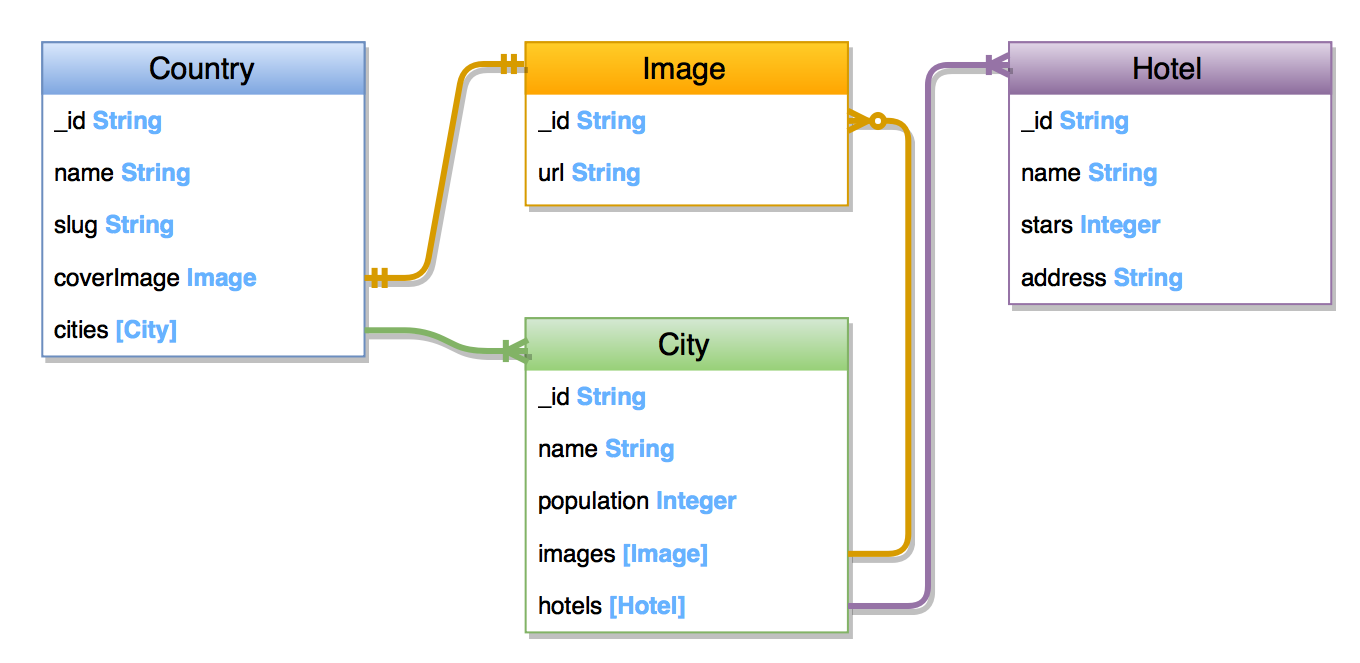 Country
_id String
name String
slug String
coverImage Image
cities [City]
Image
_id String
url String
City
_id String
name String
population Integer
images [Image]
hotels [Hotel]
Hotel
_id String
name String
stars Integer
address String